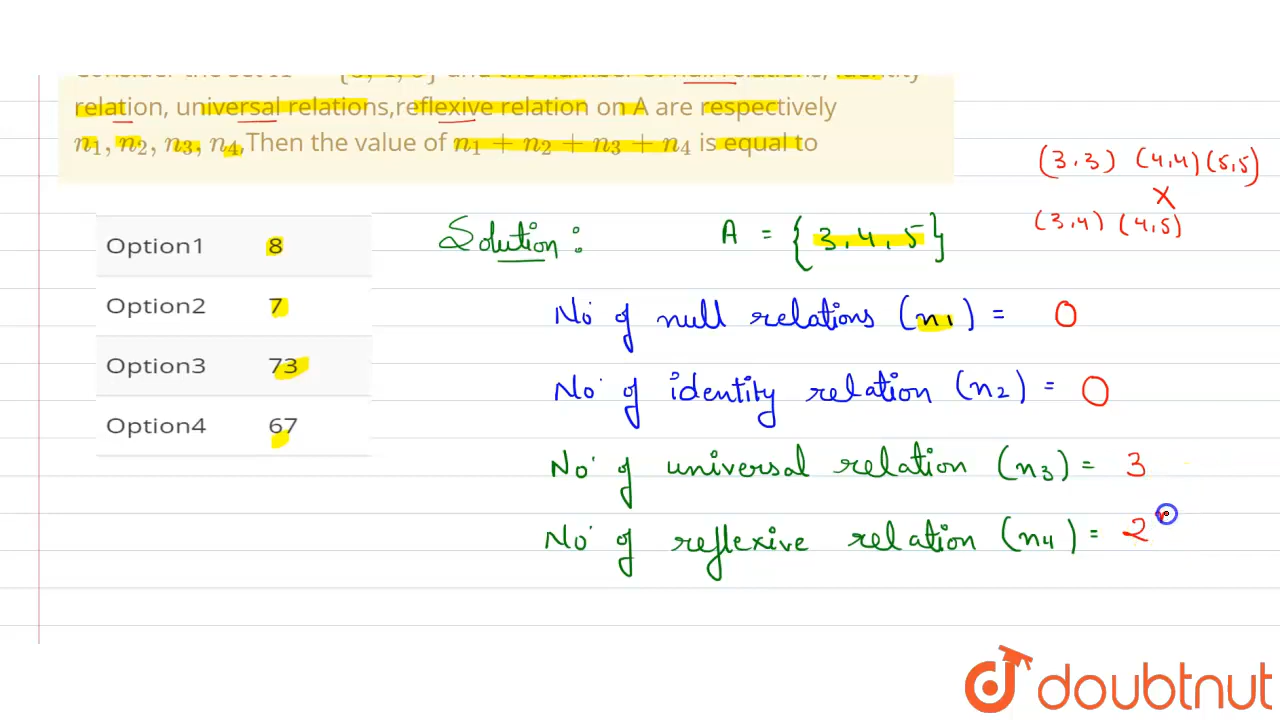 relation, universal relations,reflexive relation on A are respectively
n₁, n₂, n₃, n₄,Then the value of n₁ + n₂ + n₃ + n₄ is equal to
(3,3) (4,4) (5,5)
X
(3,4) (4,5)
Option1 8
Option2 7
Option3 73
Option4 67
Solution :
A = {3,4,5}
No of null relations (n1) = 0
No of identity relation (n2) = 0
No of universal relation (n3) = 3
No of reflexive relation (n4) = 2
doubtnut